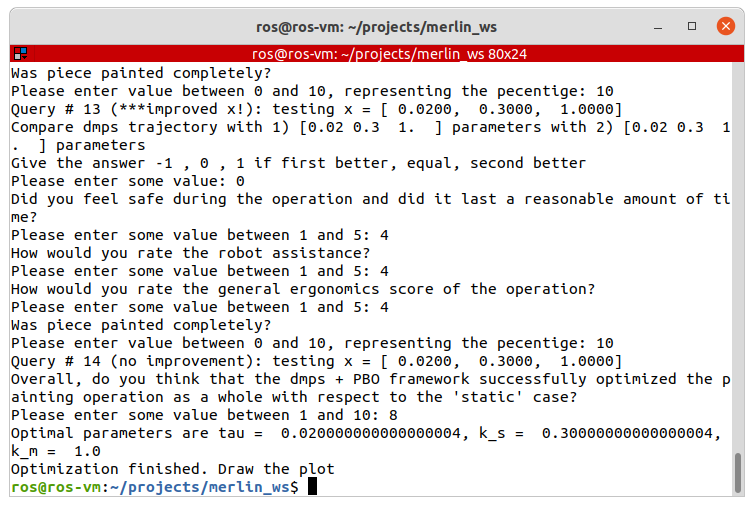 ros@ros-vm: ~/projects/merlin_ws
ros@ros-vm: ~/projects/merlin_ws 80x24
Was piece painted completely?
Please enter value between 0 and 10, representing the pecentige: 10
Query # 13 (***improved x!): testing x = [ 0.0200,  0.3000,  1.0000]
Compare dmps trajectory with 1) [0.02 0.3  1.  ] parameters with 2) [0.02 0.3  1
.  ] parameters
Give the answer -1 , 0 , 1 if first better, equal, second better
Please enter some value: 0
Did you feel safe during the operation and did it last a reasonable amount of ti
me?
Please enter some value between 1 and 5: 4
How would you rate the robot assistance?
Please enter some value between 1 and 5: 4
How would you rate the general ergonomics score of the operation?
Please enter some value between 1 and 5: 4
Was piece painted completely?
Please enter value between 0 and 10, representing the pecentige: 10
Query # 14 (no improvement): testing x = [ 0.0200,  0.3000,  1.0000]
Overall, do you think that the dmps + PBO framework successfully optimized the p
ainting operation as a whole with respect to the 'static' case?
Please enter some value between 1 and 10: 8
Optimal parameters are tau =  0.020000000000000004, k_s =  0.30000000000000004,
k_m =  1.0
Optimization finished. Draw the plot
ros@ros-vm:~/projects/merlin_ws$